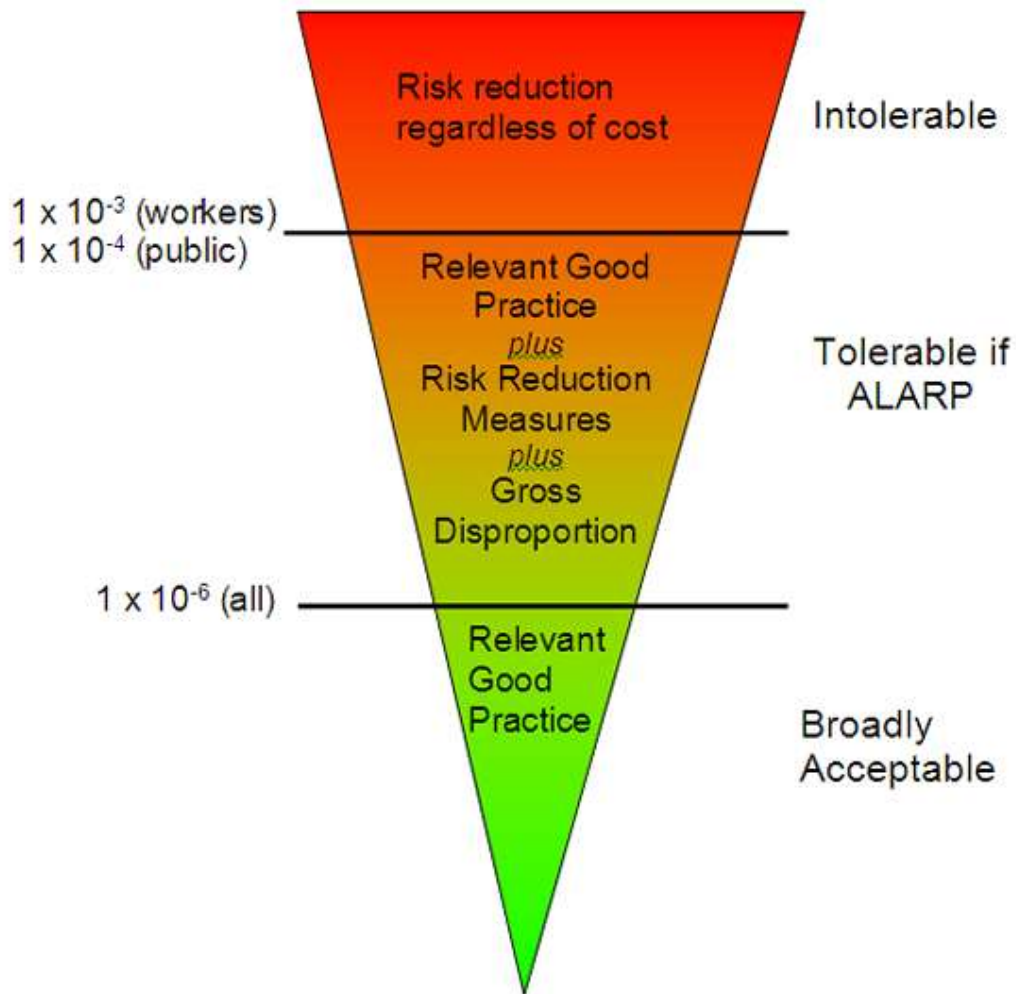 Risk reduction
regardless of cost
Intolerable
1 x 10⁻³ (workers)
1 x 10⁻⁴ (public)
Relevant Good
Practice
plus
Risk Reduction
Measures
plus
Gross
Disproportion
Tolerable if
ALARP
1 x 10⁻⁶ (all)
Relevant
Good
Practice
Broadly
Acceptable